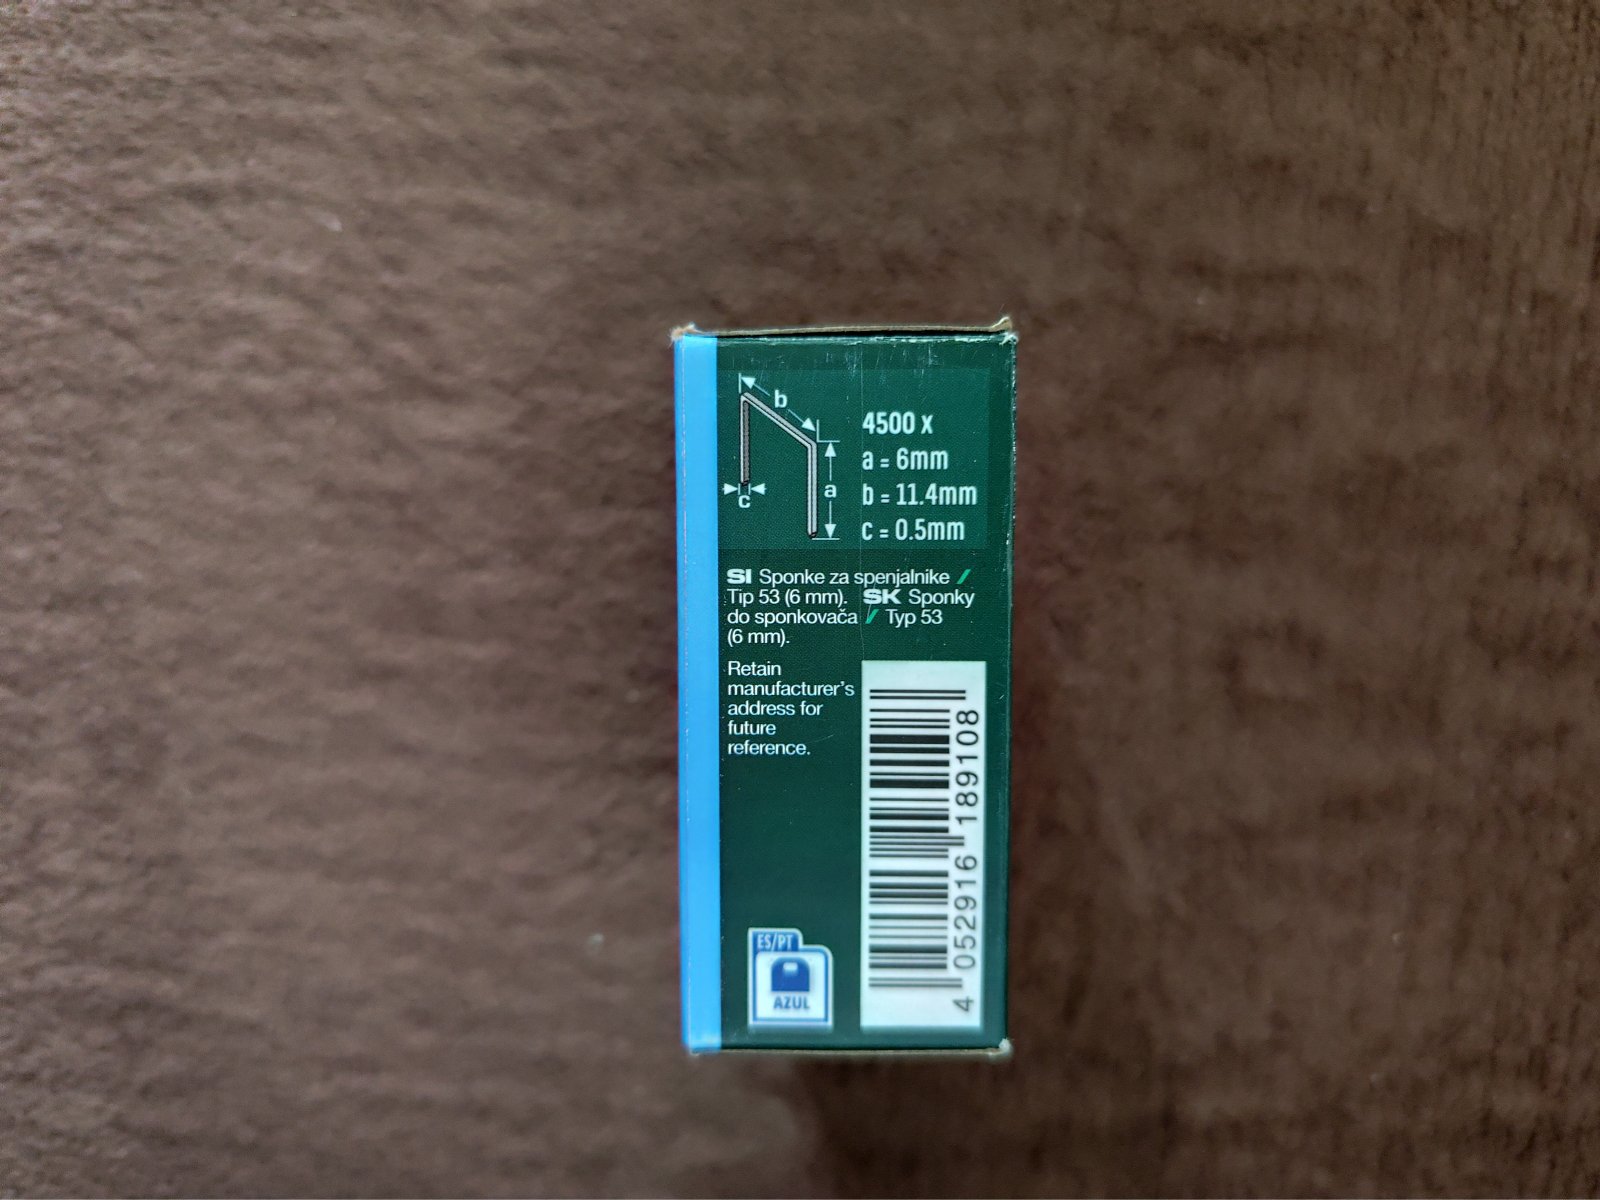 b
a
c
4500 x
a = 6mm
b = 11.4mm
c = 0.5mm
SI Sponke za spenjalnike /
Tip 53 (6 mm). SK Sponky
do sponkovača / Typ 53
(6 mm).
Retain
manufacturer's
address for
future
reference.
ES/PT
AZUL
4 052916 189108